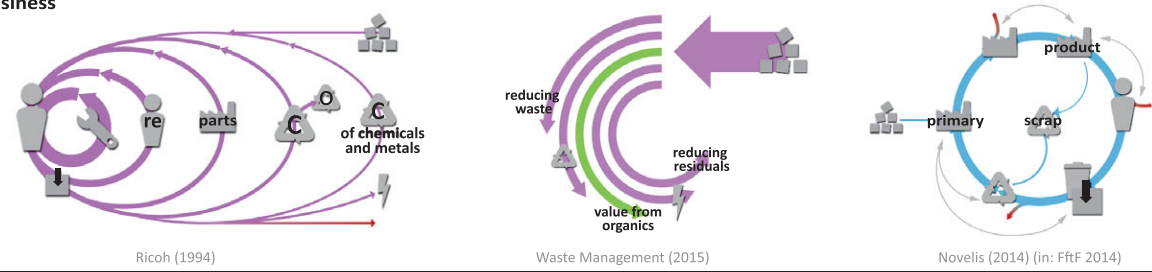 siness
re
parts
C
O
C
of chemicals
and metals
Ricoh (1994)
reducing
waste
reducing
residuals
value from
organics
Waste Management (2015)
product
primary
scrap
Novelis (2014) (in: FftF 2014)